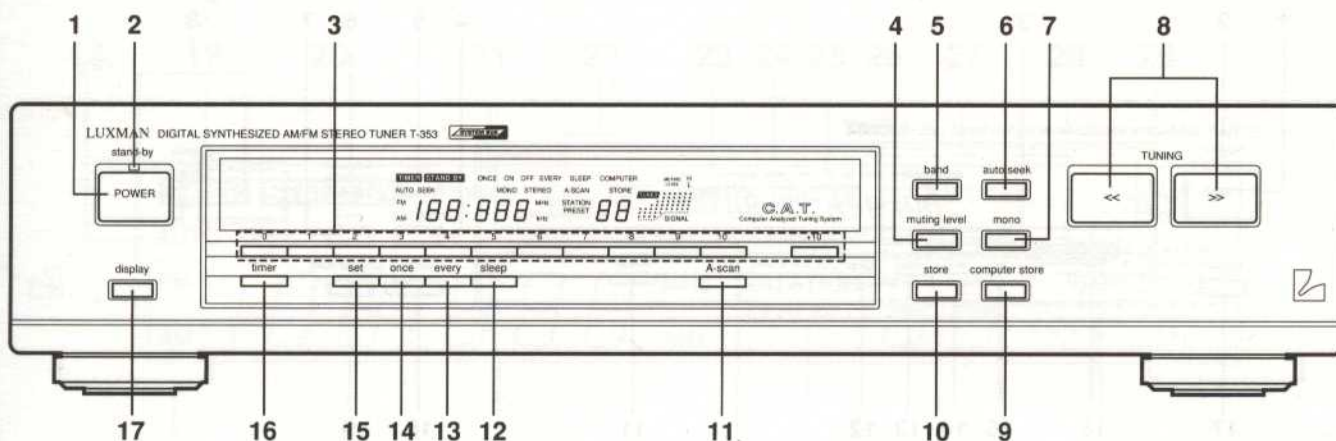 1 2 3 4 5 6 7 8
LUXMAN DIGITAL SYNTHESIZED AM/FM STEREO TUNER T-353
stand-by
POWER
TIMER STAND BY ONCE ON OFF EVERY SLEEP COMPUTER
AUTO SEEK MONO STEREO A-SCAN STORE TUNED
FM MHz STATION
AM 188:888 kHz PRESET 88 SIGNAL
C.A.T.
Computer Analyzed Tuning System
0 1 2 3 4 5 6 7 8 9 10 +10
display
timer set once every sleep A-scan
band auto seek
muting level mono
store computer store
TUNING
<< >>
17 16 15 14 13 12 11 10 9